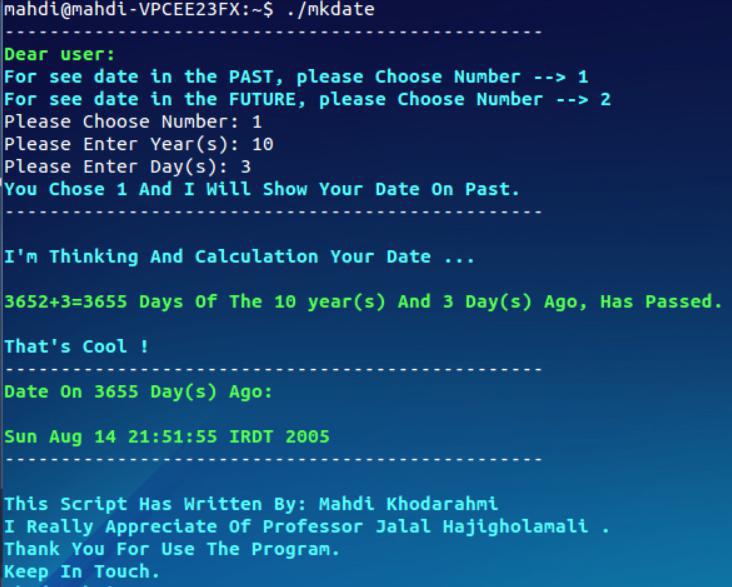 mahdi@mahdi-VPCEE23FX:~$ ./mkdate
------------------------------------------------
Dear user:
For see date in the PAST, please Choose Number --> 1
For see date in the FUTURE, please Choose Number --> 2
Please Choose Number: 1
Please Enter Year(s): 10
Please Enter Day(s): 3
You Chose 1 And I Will Show Your Date On Past.
------------------------------------------------
I'm Thinking And Calculation Your Date ...
3652+3=3655 Days Of The 10 year(s) And 3 Day(s) Ago, Has Passed.
That's Cool !
------------------------------------------------
Date On 3655 Day(s) Ago:
Sun Aug 14 21:51:55 IRDT 2005
------------------------------------------------
This Script Has Written By: Mahdi Khodarahmi
I Really Appreciate Of Professor Jalal Hajigholamali .
Thank You For Use The Program.
Keep In Touch.